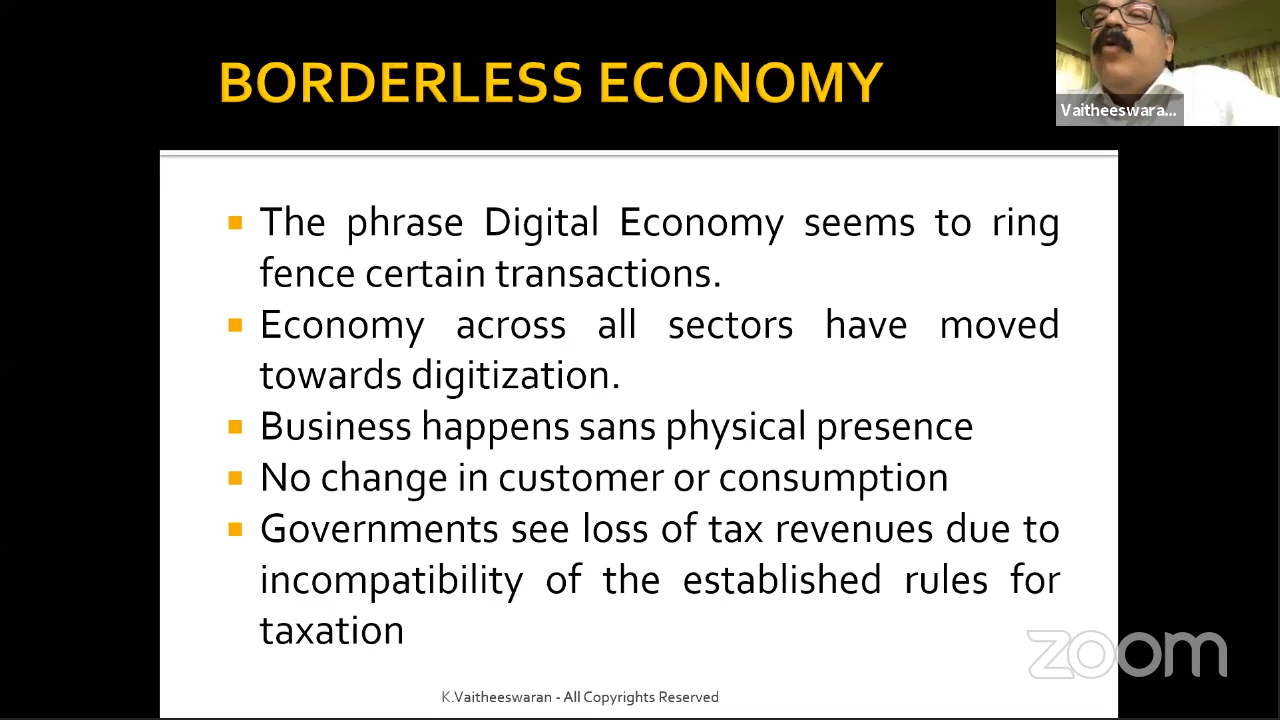 BORDERLESS ECONOMY
Vaitheeswara...
The phrase Digital Economy seems to ring
fence certain transactions.
Economy across all sectors have moved
towards digitization.
Business happens sans physical presence
No change in customer or consumption
Governments see loss of tax revenues due to
incompatibility of the established rules for
taxation
zoom
K.Vaitheeswaran - All Copyrights Reserved